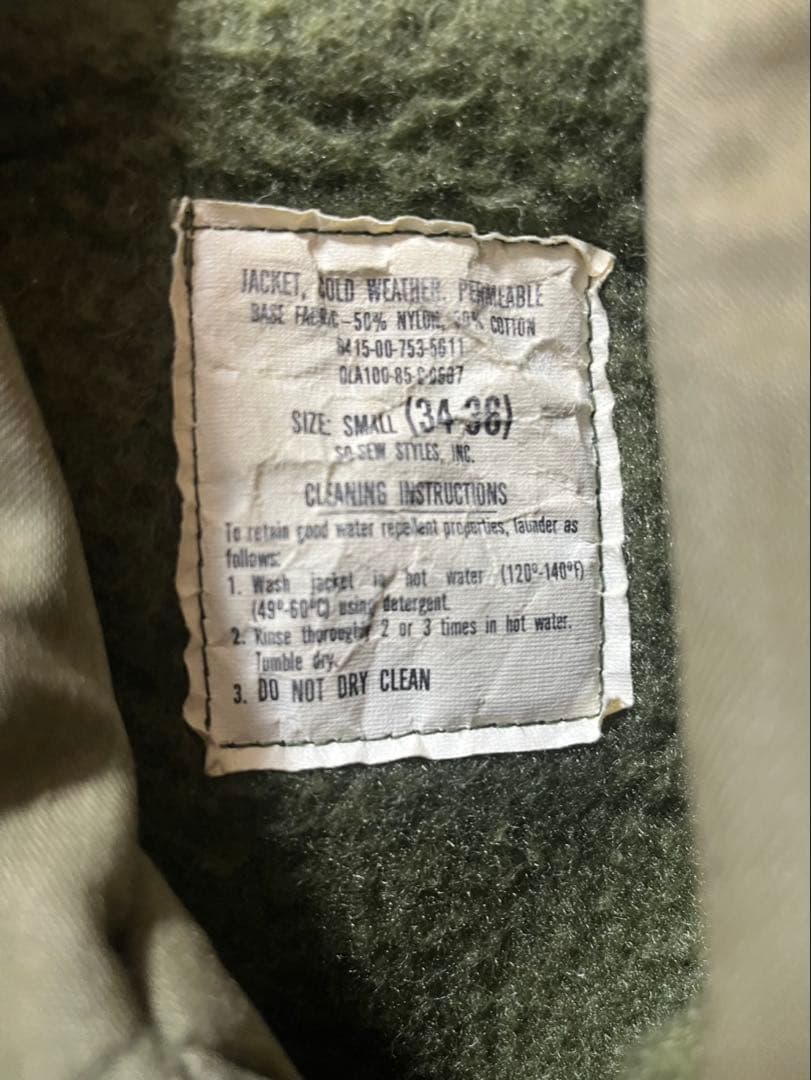 JACKET, COLD WEATHER, PERMEABLE
BASE FABRIC-50% NYLON, 50% COTTON
8415-00-753-5611
DLA100-85-C-0587
SIZE: SMALL (34-36)
SO-SEW STYLES, INC.
CLEANING INSTRUCTIONS
To retain good water repellent properties, launder as
follows:
1. Wash jacket in hot water (120°-140°F)
(49°-60°C) using detergent.
2. Rinse thoroughly 2 or 3 times in hot water.
Tumble dry.
3. DO NOT DRY CLEAN